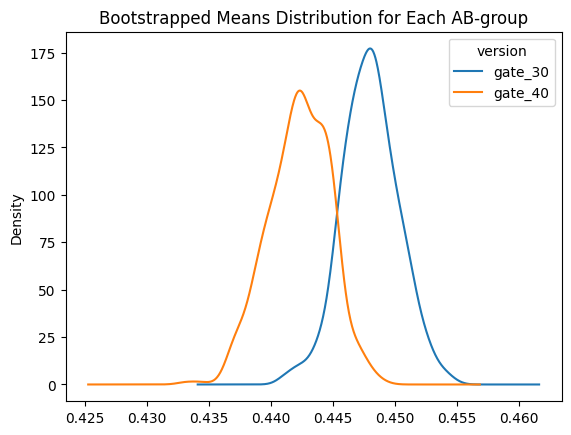 Bootstrapped Means Distribution for Each AB-group
version
gate_30
gate_40
Density
175
150
125
100
75
50
25
0
0.425 0.430 0.435 0.440 0.445 0.450 0.455 0.460